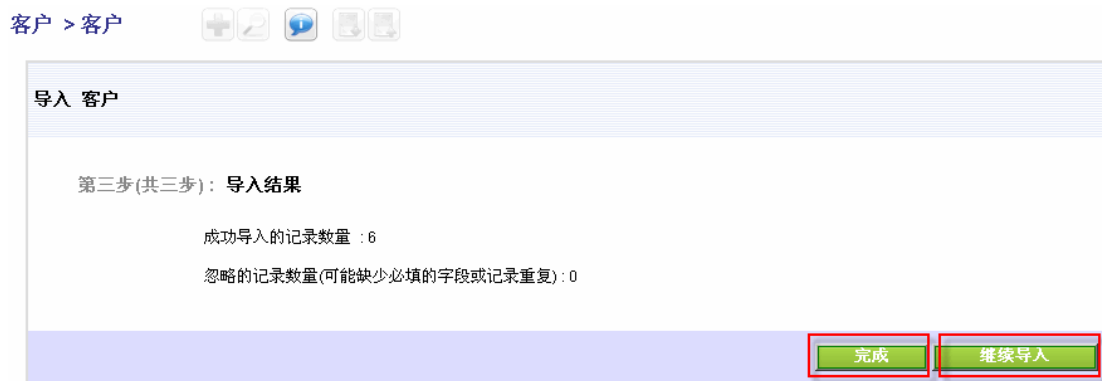 客户 > 客户
导入 客户
第三步(共三步): 导入结果
成功导入的记录数量 :6
忽略的记录数量(可能缺少必填的字段或记录重复):0
完成 继续导入